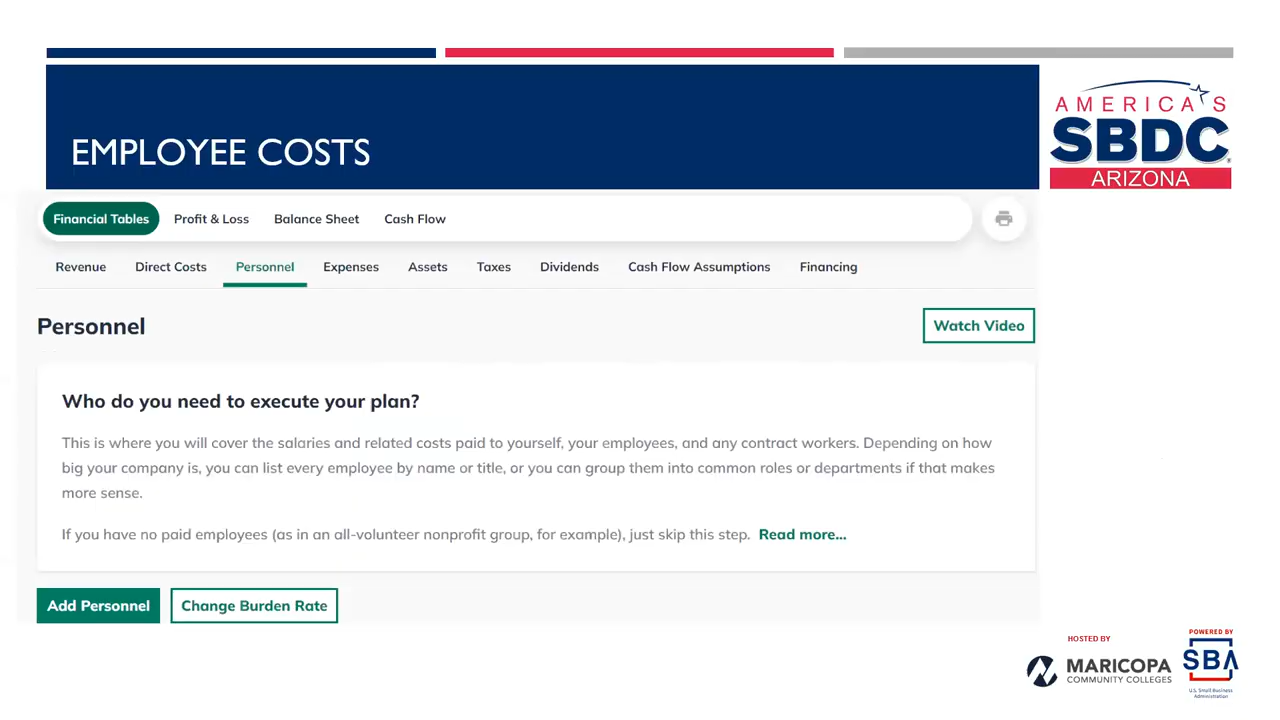 EMPLOYEE COSTS
AMERICA'S
SBDC
ARIZONA
Financial Tables Profit & Loss Balance Sheet Cash Flow
Revenue Direct Costs Personnel Expenses Assets Taxes Dividends Cash Flow Assumptions Financing
Personnel
Watch Video
Who do you need to execute your plan?
This is where you will cover the salaries and related costs paid to yourself, your employees, and any contract workers. Depending on how
big your company is, you can list every employee by name or title, or you can group them into common roles or departments if that makes
more sense.
If you have no paid employees (as in an all-volunteer nonprofit group, for example), just skip this step. Read more...
Add Personnel Change Burden Rate
HOSTED BY
MARICOPA
COMMUNITY COLLEGES
POWERED BY
SBA
U.S. Small Business
Administration